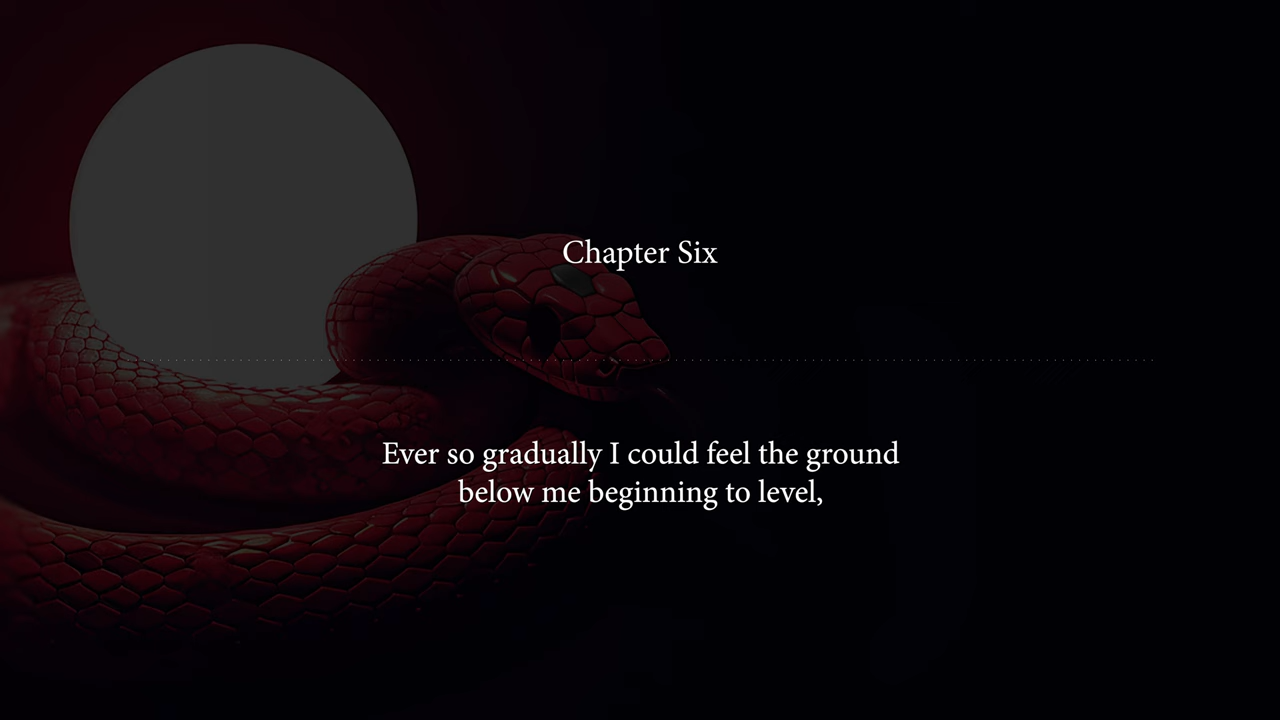 Chapter Six
Ever so gradually I could feel the ground
below me beginning to level,